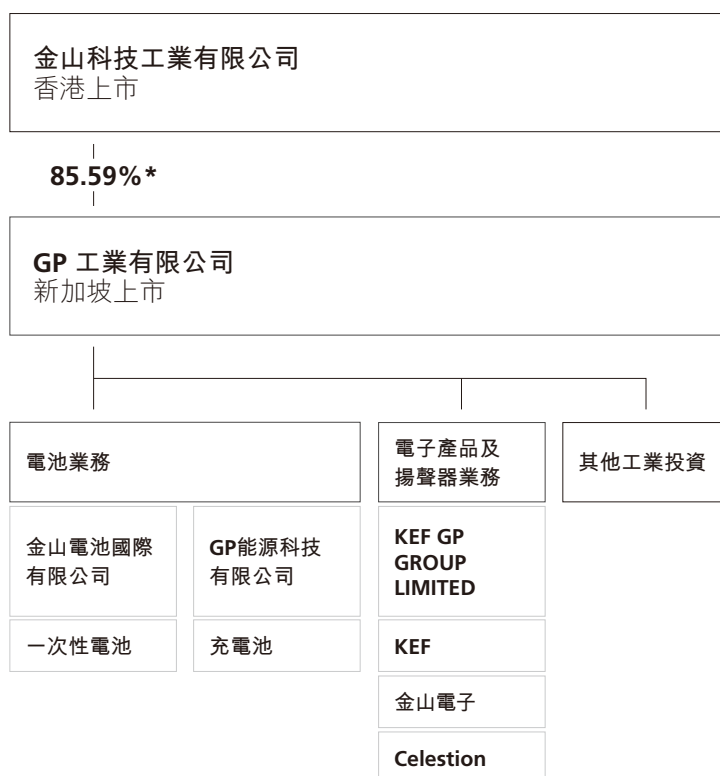 金山科技工業有限公司
香港上市
85.59%*
GP 工業有限公司
新加坡上市
電池業務
電子產品及
揚聲器業務
其他工業投資
金山電池國際
有限公司
GP能源科技
有限公司
KEF GP
GROUP
LIMITED
一次性電池
充電池
KEF
金山電子
Celestion